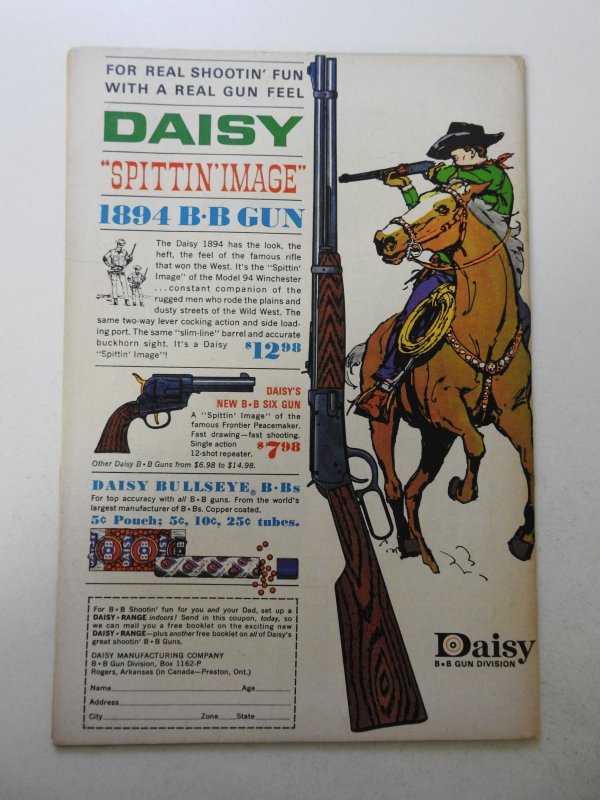 FOR REAL SHOOTIN' FUN
WITH A REAL GUN FEEL
DAISY
"SPITTIN' IMAGE"
1894 B•B GUN
The Daisy 1894 has the look, the
heft, the feel of the famous rifle
that won the West. It's the "Spittin'
Image" of the Model 94 Winchester
...constant companion of the
rugged men who rode the plains and
dusty streets of the Wild West. The
same two-way lever cocking action and side load-
ing port. The same "slim-line" barrel and accurate
buckhorn sight. It's a Daisy
"Spittin' Image"!
$12.98
DAISY'S
NEW B•B SIX GUN
A "Spittin' Image" of the
famous Frontier Peacemaker.
Fast drawing—fast shooting.
Single action
12-shot repeater.
$7.98
Other Daisy B•B Guns from $6.98 to $14.98.
DAISY BULLSEYE® B•Bs
For top accuracy with all B•B guns. From the world's
largest manufacturer of B•Bs. Copper coated.
5¢ Pouch; 5¢, 10¢, 25¢ tubes.
DAISY
B•B
For B•B Shootin' fun for you and your Dad, set up a
DAISY•RANGE indoors! Send in this coupon, today, so
we can mail you a free booklet on the exciting new
DAISY•RANGE—plus another free booklet on all of Daisy's
great shootin' B•B Guns.
DAISY MANUFACTURING COMPANY
B•B Gun Division, Box 1162-P
Rogers, Arkansas (in Canada—Preston, Ont.)
Name Age
Address
City Zone State
Daisy
B•B GUN DIVISION